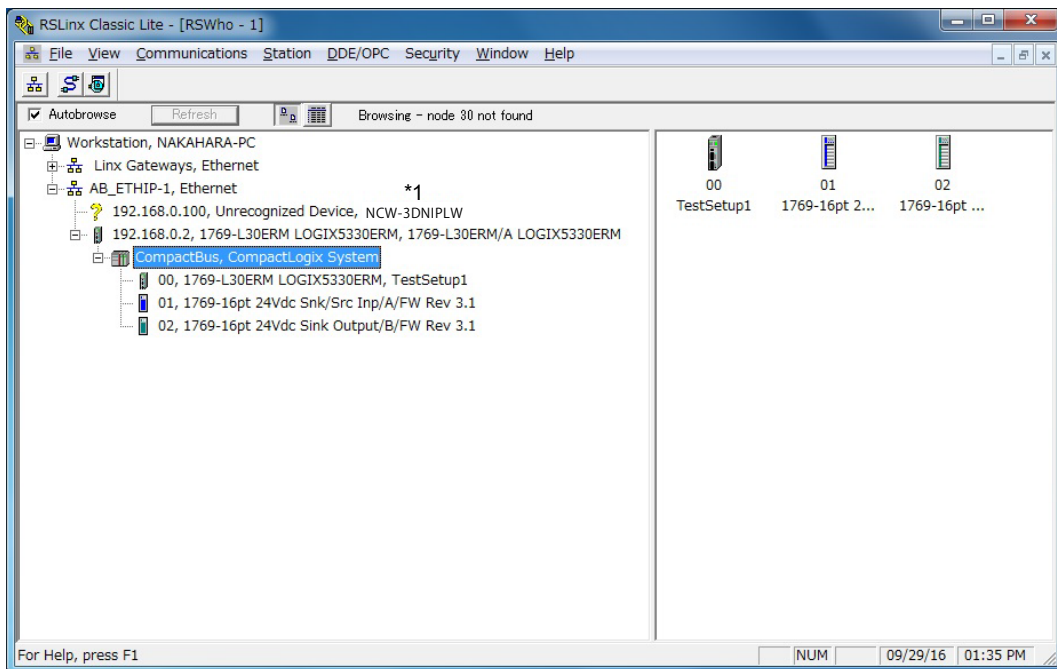 RSLinx Classic Lite - [RSWho - 1]
File View Communications Station DDE/OPC Security Window Help
Autobrowse Refresh Browsing - node 30 not found
Workstation, NAKAHARA-PC
Linx Gateways, Ethernet
AB_ETHIP-1, Ethernet *1
192.168.0.100, Unrecognized Device, NCW-3DNIPLW
192.168.0.2, 1769-L30ERM LOGIX5330ERM, 1769-L30ERM/A LOGIX5330ERM
CompactBus, CompactLogix System
00, 1769-L30ERM LOGIX5330ERM, TestSetup1
01, 1769-16pt 24Vdc Snk/Src Inp/A/FW Rev 3.1
02, 1769-16pt 24Vdc Sink Output/B/FW Rev 3.1
00 01 02
TestSetup1 1769-16pt 2... 1769-16pt ...
For Help, press F1 NUM 09/29/16 01:35 PM